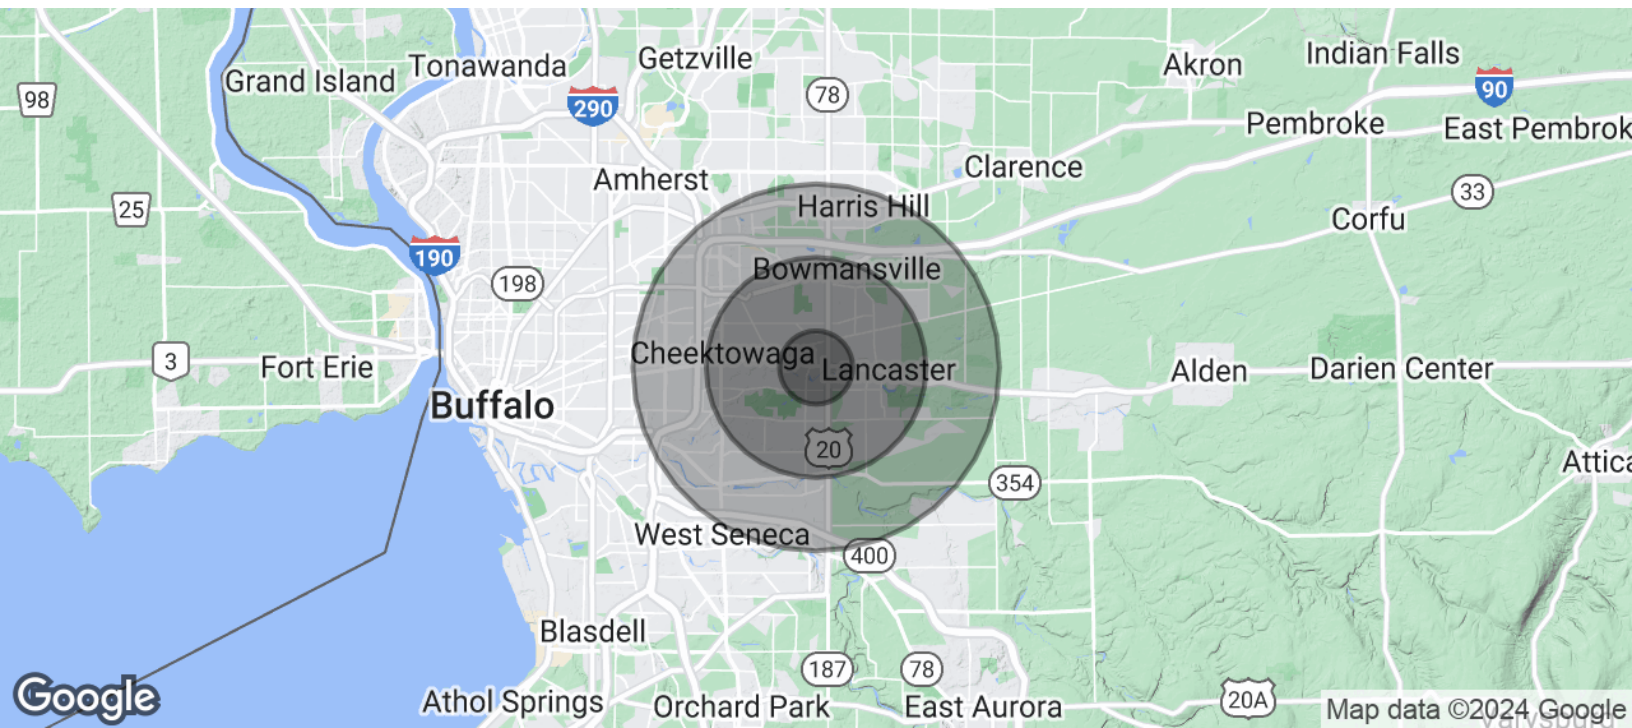 Indian Falls
Getzville
Akron
Tonawanda
Grand Island
90
78
98
290
Pembroke
East Pembrok
Clarence
Amherst
33
25
Harris Hill
Corfu
190
Bowmansville
198
Cheektowaga
3
Fort Erie
Lancaster
Alden
Darien Center
Buffalo
20
Attica
354
West Seneca
400
Blasdell
187
78
Google
20A
Athol Springs
Orchard Park
East Aurora
Map data ©2024 Google